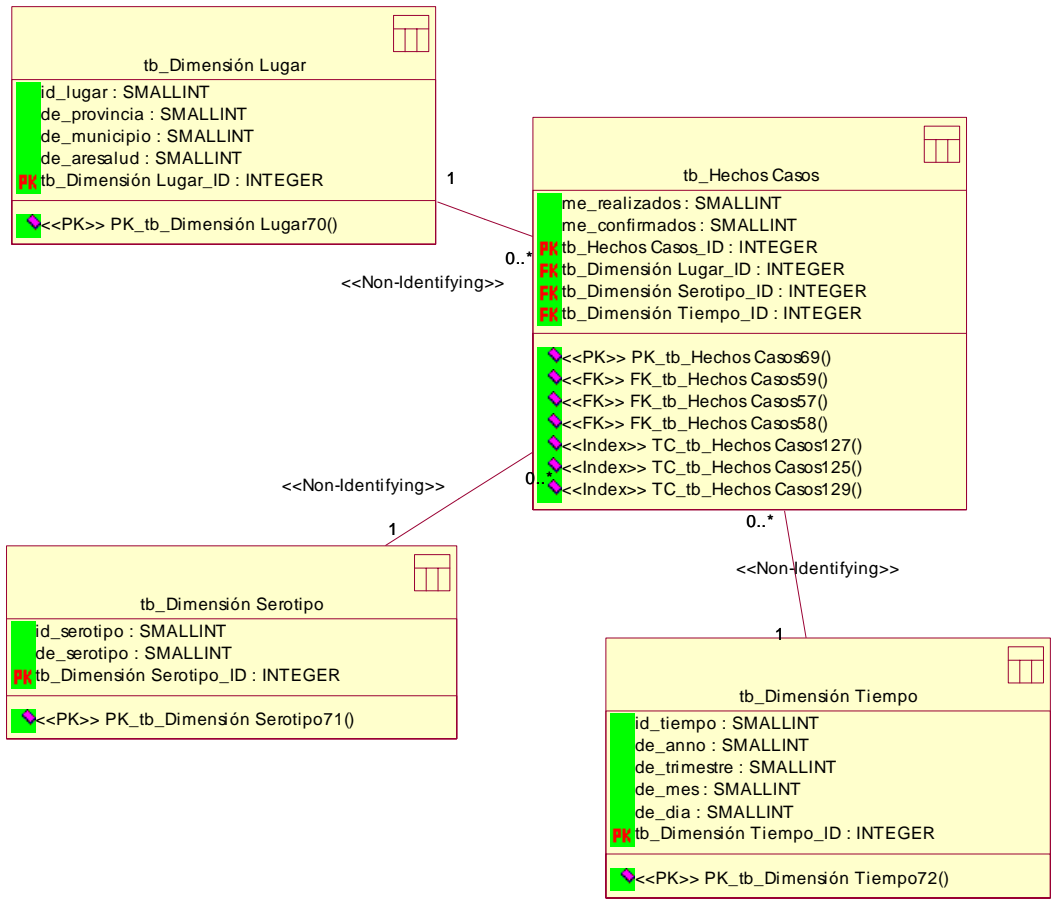 tb_Dimensión Lugar
id_lugar : SMALLINT
de_provincia : SMALLINT
de_municipio : SMALLINT
de_aresalud : SMALLINT
PK tb_Dimensión Lugar_ID : INTEGER
<<PK>> PK_tb_Dimensión Lugar70()
1
0..*
<<Non-Identifying>>
tb_Hechos Casos
me_realizados : SMALLINT
me_confirmados : SMALLINT
PK tb_Hechos Casos_ID : INTEGER
FK tb_Dimensión Lugar_ID : INTEGER
FK tb_Dimensión Serotipo_ID : INTEGER
FK tb_Dimensión Tiempo_ID : INTEGER
<<PK>> PK_tb_Hechos Casos69()
<<FK>> FK_tb_Hechos Casos59()
<<FK>> FK_tb_Hechos Casos57()
<<FK>> FK_tb_Hechos Casos58()
<<Index>> TC_tb_Hechos Casos127()
<<Index>> TC_tb_Hechos Casos125()
<<Index>> TC_tb_Hechos Casos129()
0..*
<<Non-Identifying>>
1
0..*
<<Non-Identifying>>
1
tb_Dimensión Serotipo
id_serotipo : SMALLINT
de_serotipo : SMALLINT
PK tb_Dimensión Serotipo_ID : INTEGER
<<PK>> PK_tb_Dimensión Serotipo71()
tb_Dimensión Tiempo
id_tiempo : SMALLINT
de_anno : SMALLINT
de_trimestre : SMALLINT
de_mes : SMALLINT
de_dia : SMALLINT
PK tb_Dimensión Tiempo_ID : INTEGER
<<PK>> PK_tb_Dimensión Tiempo72()